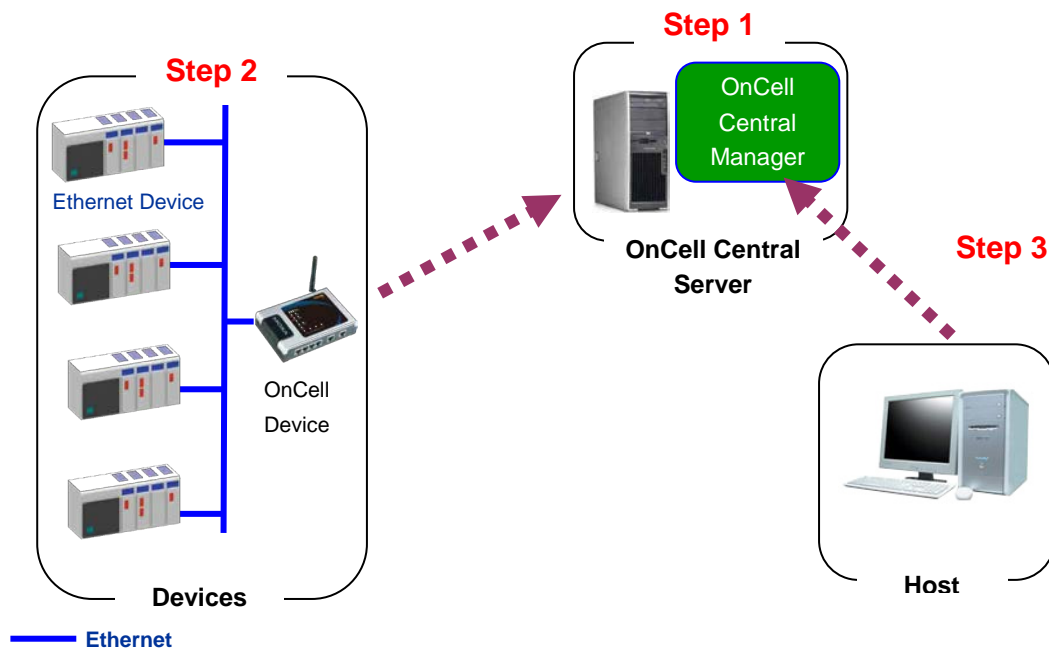 Step 1
Step 2
OnCell
Central
Manager
Ethernet Device
OnCell Central
Server
Step 3
OnCell
Device
Devices
Host
Ethernet